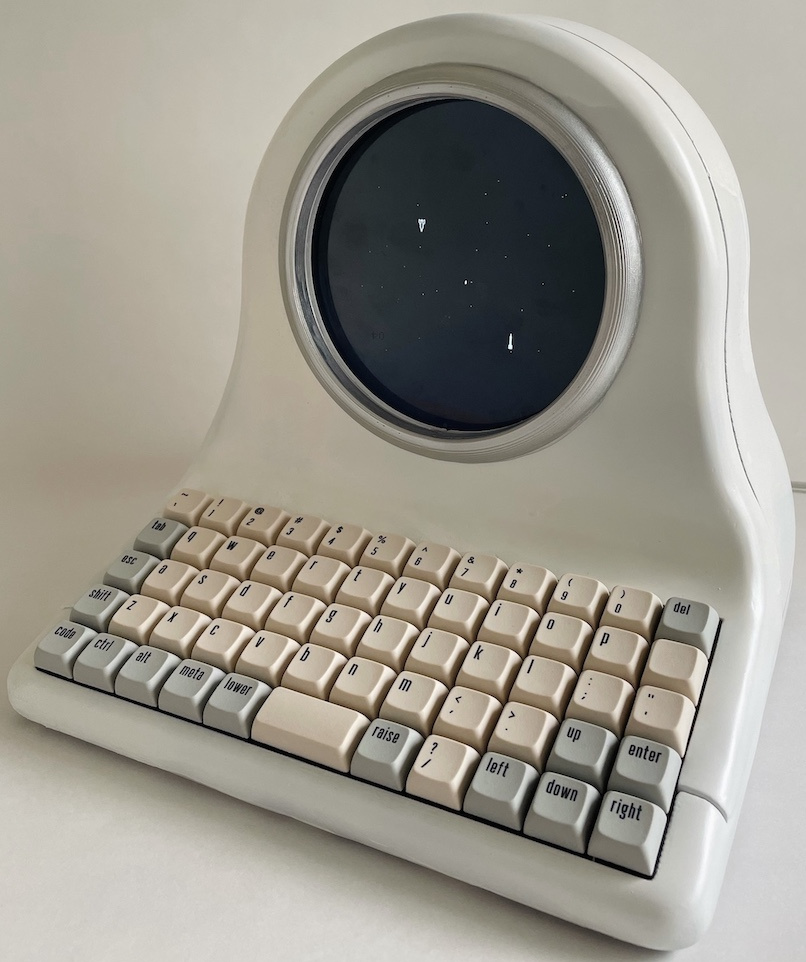 ~ ` ! 1 @ 2 # 3 $ 4 % 5 ^ 6 & 7 * 8 ( 9 ) 0 del
tab q w e r t y u i o p
esc a s d f g h j k l : ; " '
shift z x c v b n m < , > . up enter
code ctrl alt meta lower raise ? / left down right